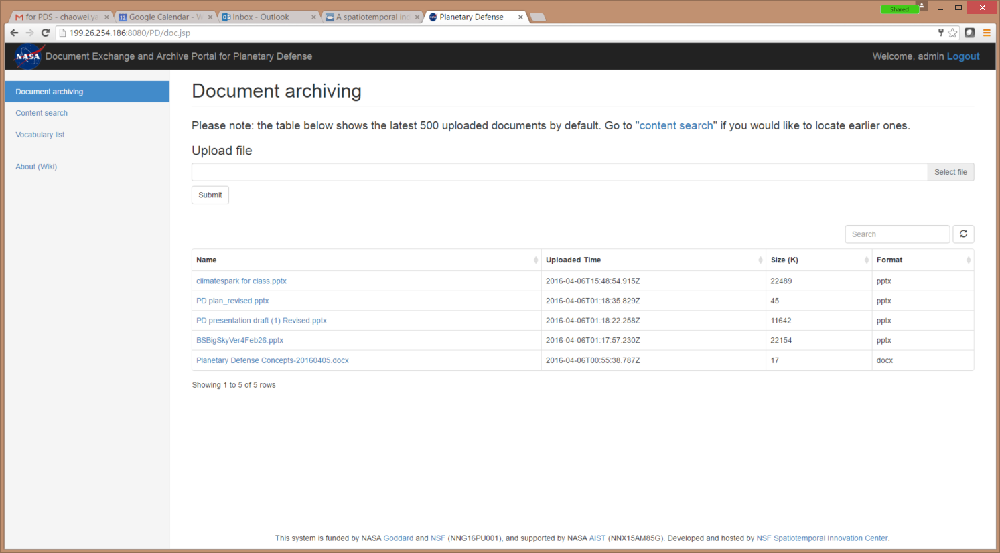 Shared
for PDS - chaowei.ya
Google Calendar - W
Inbox - Outlook
A spatiotemporal inno
Planetary Defense
199.26.254.186:8080/PD/doc.jsp
NASA Document Exchange and Archive Portal for Planetary Defense
Welcome, admin Logout
Document archiving
Content search
Vocabulary list
About (Wiki)
Document archiving
Please note: the table below shows the latest 500 uploaded documents by default. Go to "content search" if you would like to locate earlier ones.
Upload file
Select file
Submit
Search
Name Uploaded Time Size (K) Format
climatespark for class.pptx 2016-04-06T15:48:54.915Z 22489 pptx
PD plan_revised.pptx 2016-04-06T01:18:35.829Z 45 pptx
PD presentation draft (1) Revised.pptx 2016-04-06T01:18:22.258Z 11642 pptx
BSBigSkyVer4Feb26.pptx 2016-04-06T01:17:57.230Z 22154 pptx
Planetary Defense Concepts-20160405.docx 2016-04-06T00:55:38.787Z 17 docx
Showing 1 to 5 of 5 rows
This system is funded by NASA Goddard and NSF (NNG16PU001), and supported by NASA AIST (NNX15AM85G). Developed and hosted by NSF Spatiotemporal Innovation Center.